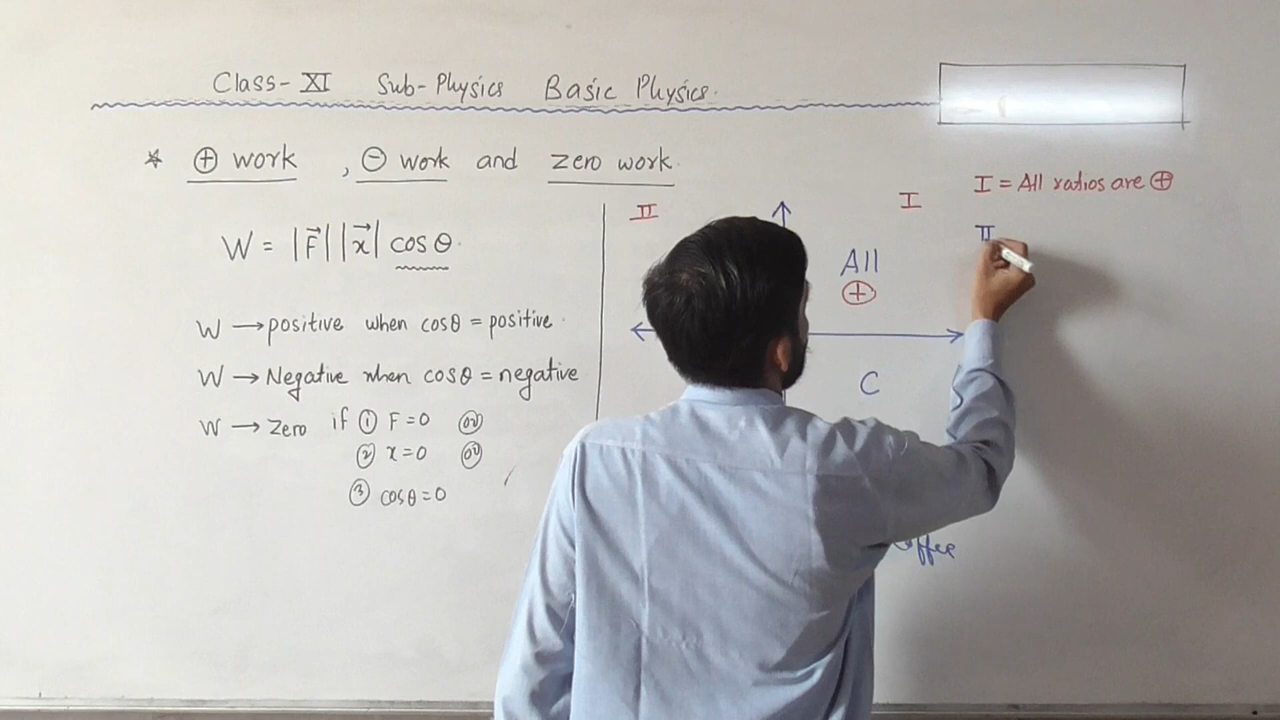 Class-XI Sub-Physics Basic Physics.
* ⊕ work , ⊖ work and zero work.
W = |F⃗| |x⃗| cos θ.
W → positive when cosθ = positive.
W → Negative when cosθ = negative
W → Zero if ① F = 0 or
② x = 0 or
③ cosθ = 0
II
I
All
⊕
C
I = All ratios are ⊕
II